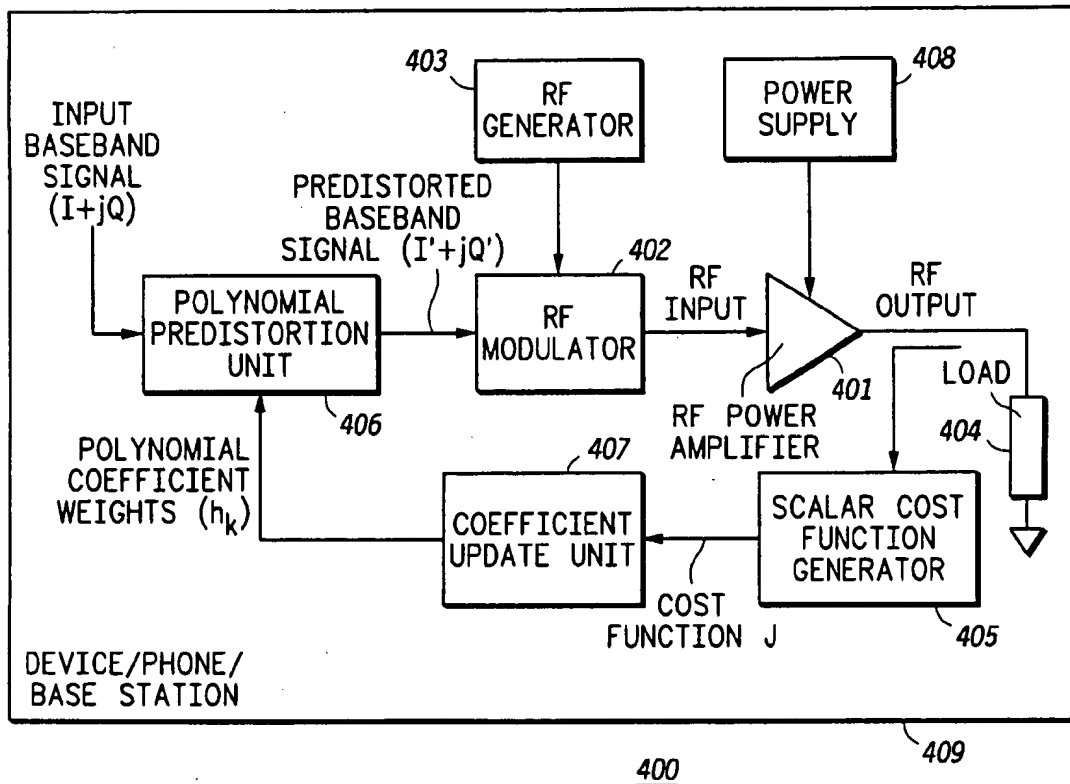 403
408
RF
GENERATOR
POWER
SUPPLY
INPUT
BASEBAND
SIGNAL
(I+jQ)
PREDISTORTED
BASEBAND
SIGNAL (I'+jQ')
402
RF
INPUT
RF
OUTPUT
POLYNOMIAL
PREDISTORTION
UNIT
RF
MODULATOR
401
406
LOAD
404
RF POWER
AMPLIFIER
POLYNOMIAL
COEFFICIENT
WEIGHTS (hk)
407
COEFFICIENT
UPDATE UNIT
SCALAR COST
FUNCTION
GENERATOR
COST
FUNCTION J
405
DEVICE/PHONE/
BASE STATION
409
400